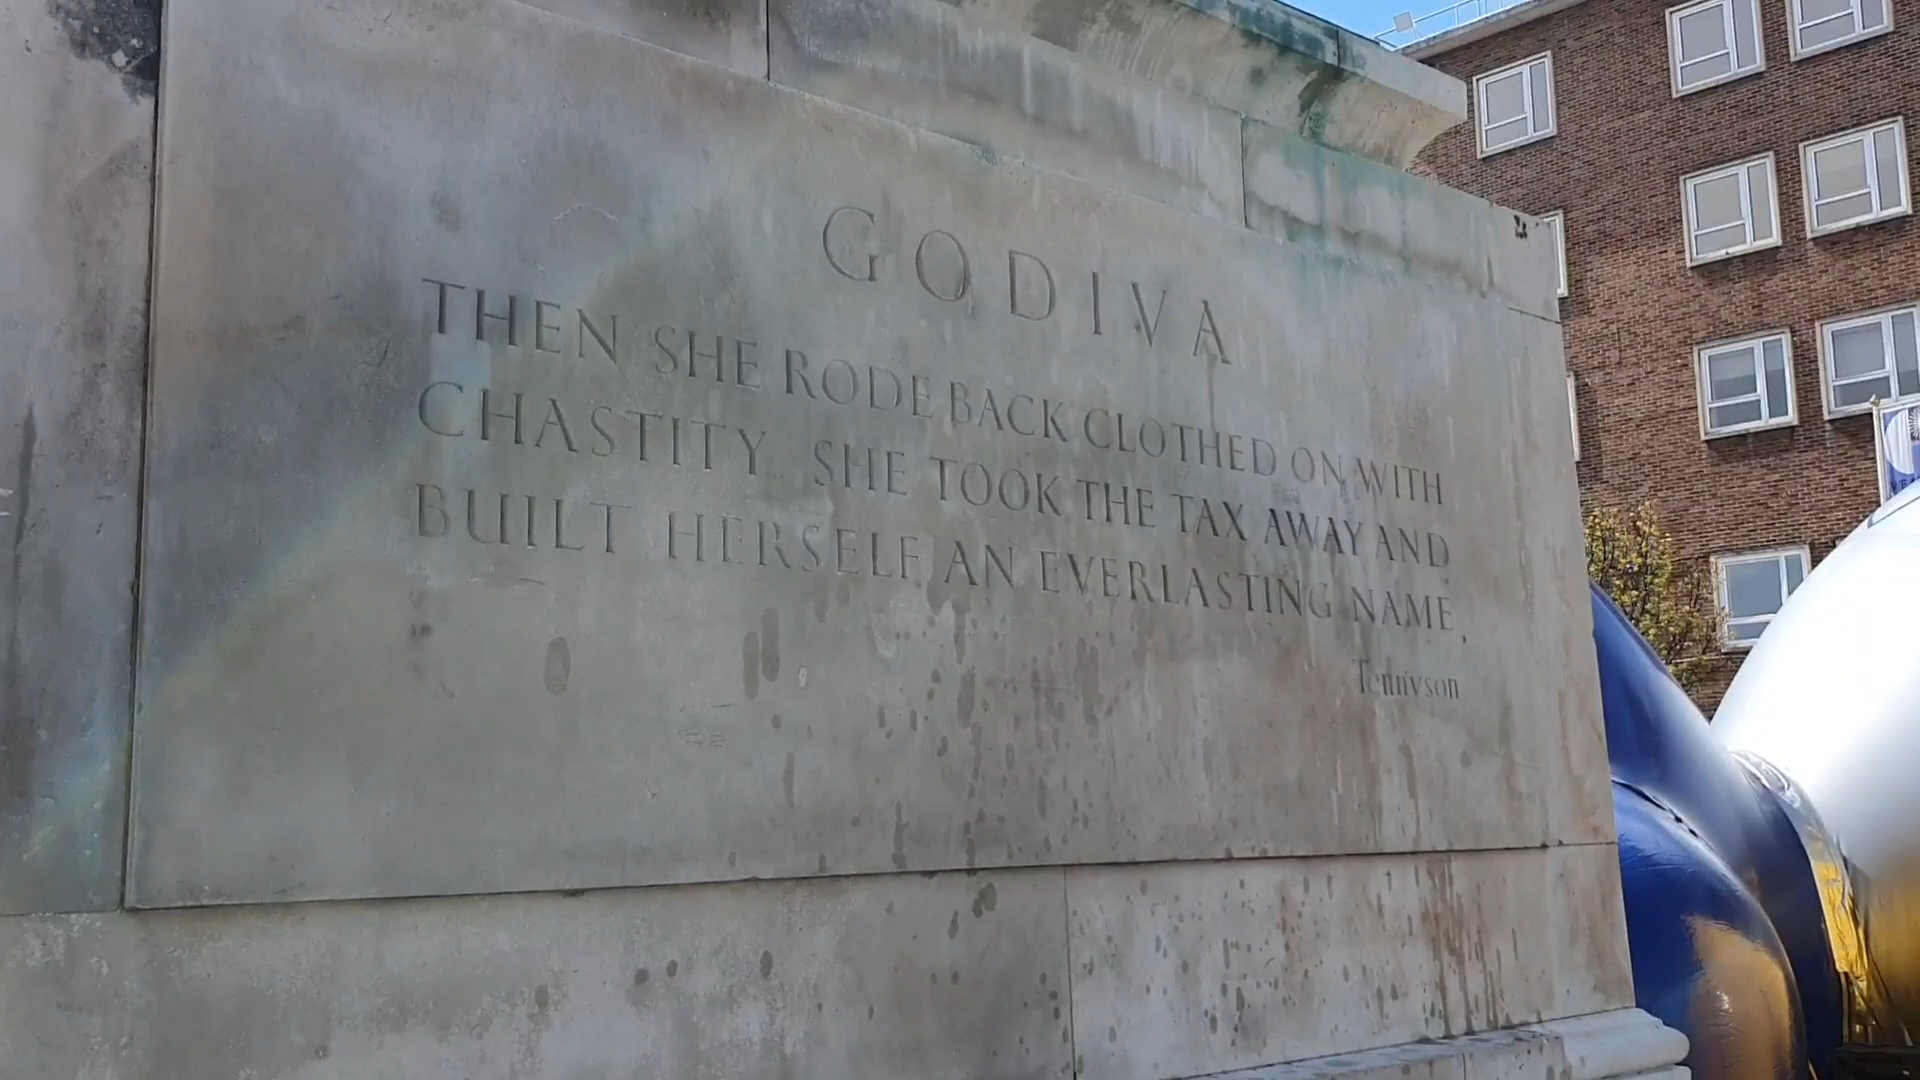 GODIVA
THEN SHE RODE BACK CLOTHED ON WITH
CHASTITY. SHE TOOK THE TAX AWAY AND
BUILT HERSELF AN EVERLASTING NAME,
Tennyson